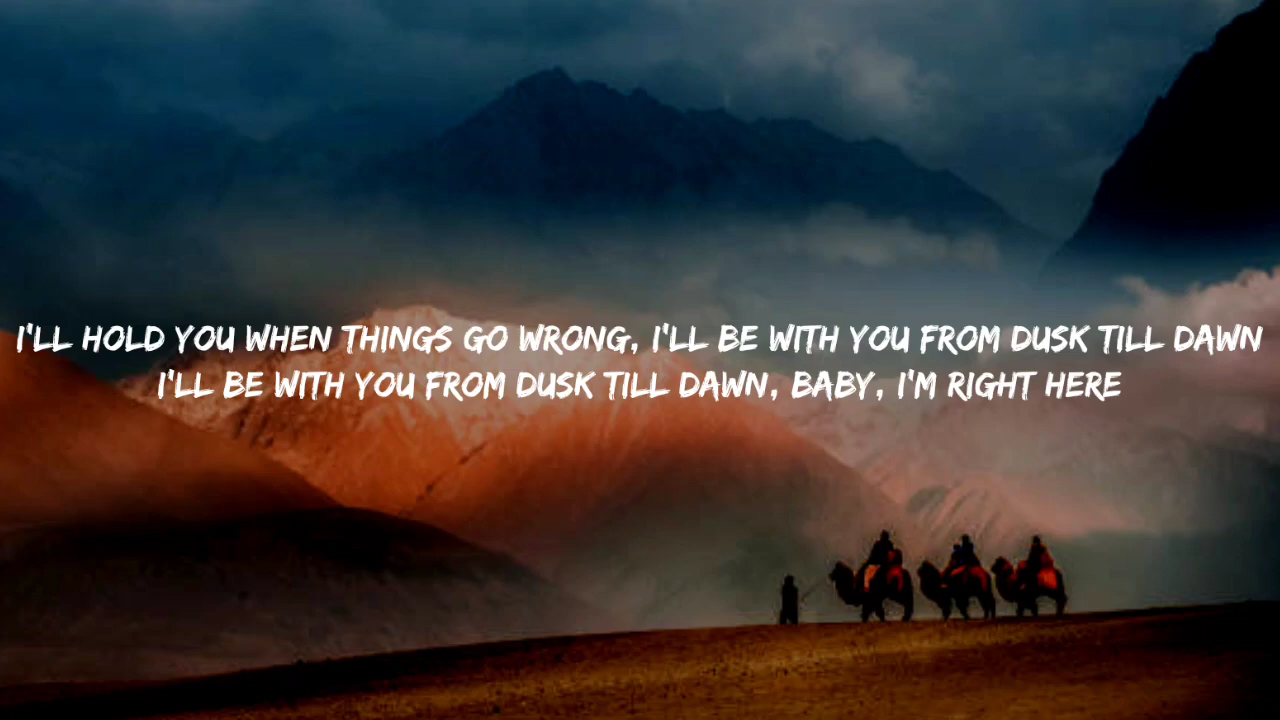 I'LL HOLD YOU WHEN THINGS GO WRONG, I'LL BE WITH YOU FROM DUSK TILL DAWN
I'LL BE WITH YOU FROM DUSK TILL DAWN, BABY, I'M RIGHT HERE